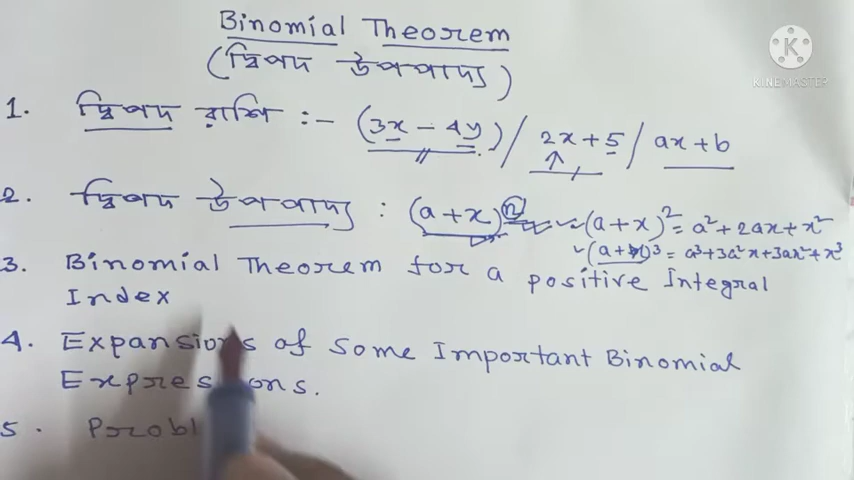 Binomial Theorem
(দ্বিপদ উপপাদ্য)
K
KINEMASTER
1. দ্বিপদ রাশি :- (3x - 4y) / 2x + 5 / ax + b
2. দ্বিপদ উপপাদ্য : (a + x)ⁿ (a + x)² = a² + 2ax + x²
(a + x)³ = a³ + 3a²x + 3ax² + x³
3. Binomial Theorem for a positive Integral
Index
4. Expansions of Some Important Binomial
Expressions.
5.